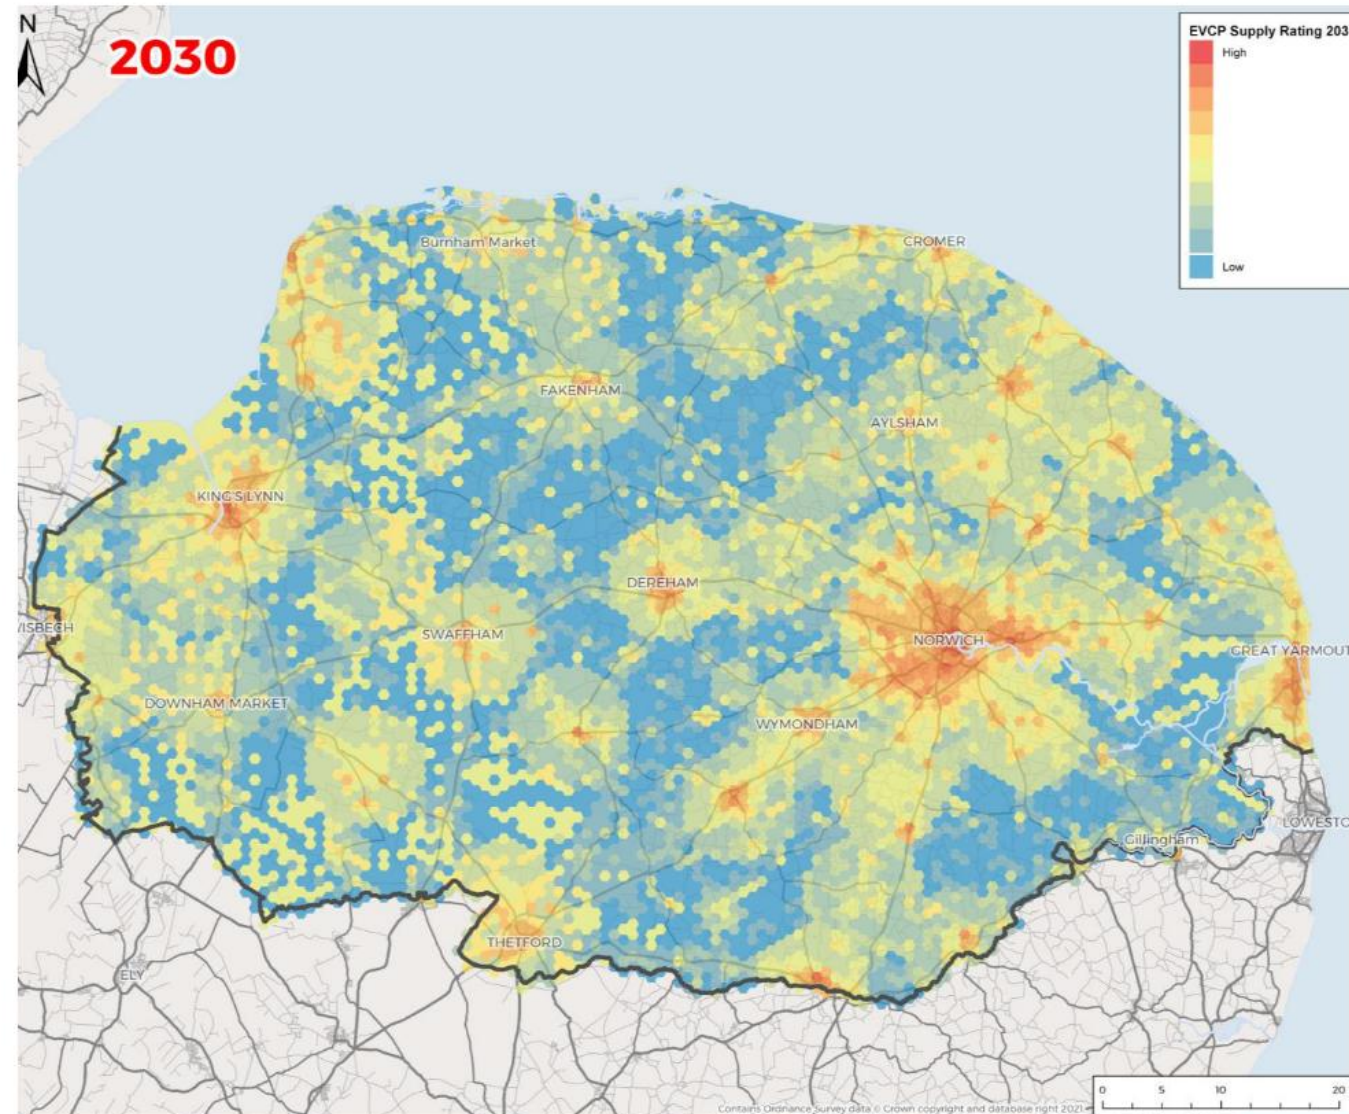 N
2030
EVCP Supply Rating 203
High
Low
Burnham Market
CROMER
FAKENHAM
AYLSHAM
KING'S LYNN
DEREHAM
WISBECH
SWAFFHAM
NORWICH
GREAT YARMOUT
DOWNHAM MARKET
WYMONDHAM
LOWESTO
Gillingham
THETFORD
ELY
0 5 10 20
Contains Ordnance Survey data © Crown copyright and database right 2021